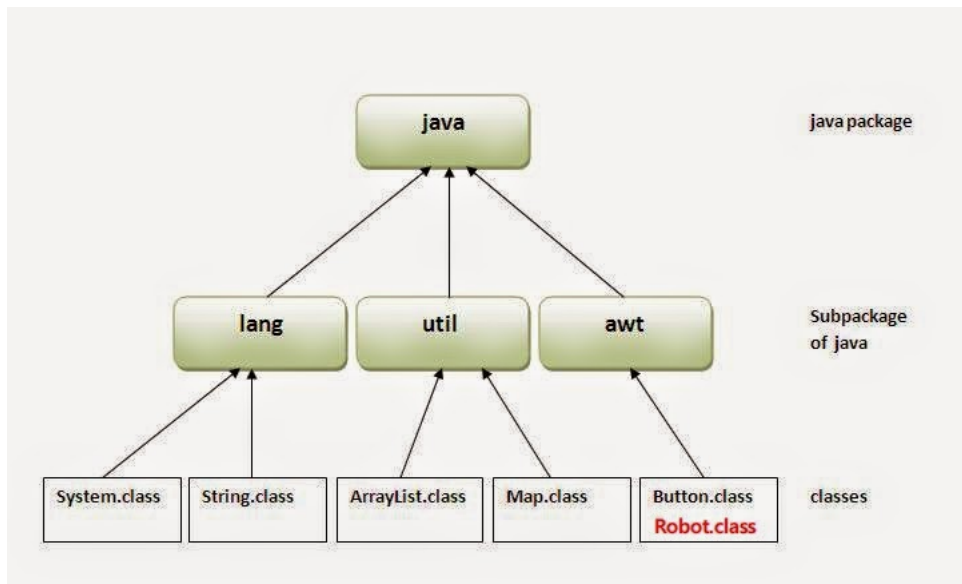 java
java package
lang
util
awt
Subpackage
of java
System.class
String.class
ArrayList.class
Map.class
Button.class
Robot.class
classes